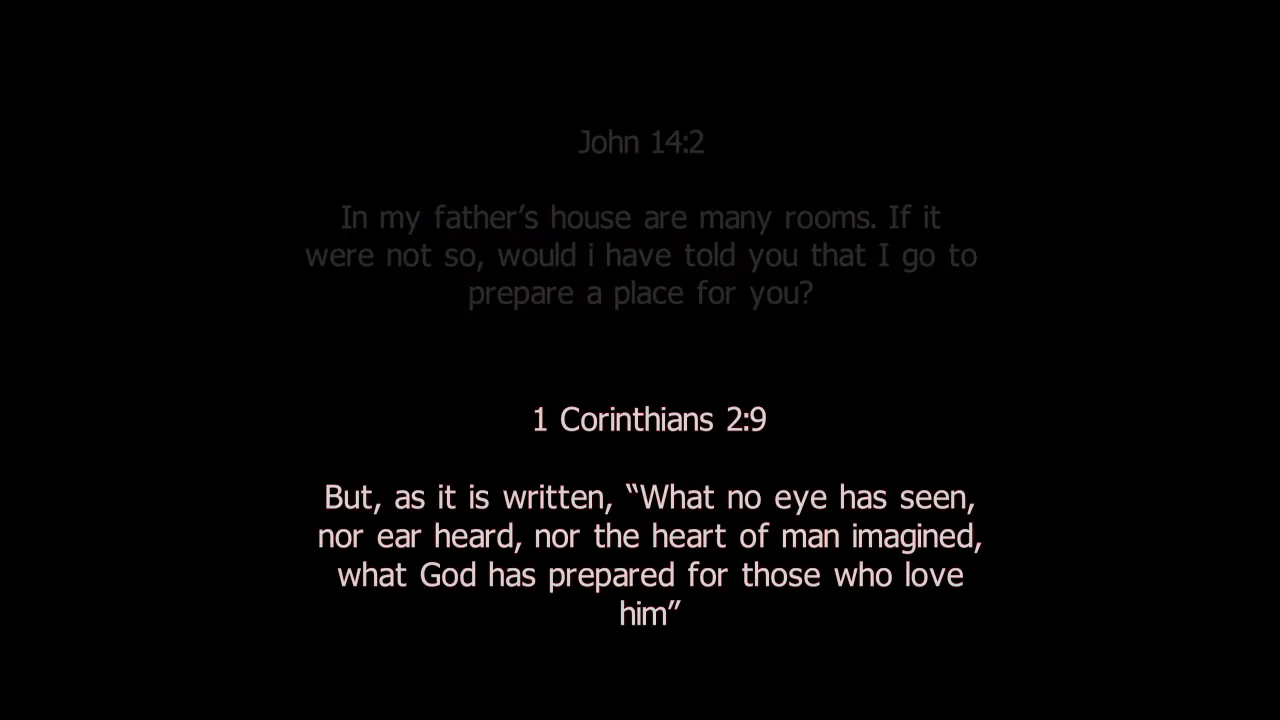 John 14:2
In my father’s house are many rooms. If it
were not so, would i have told you that I go to
prepare a place for you?
1 Corinthians 2:9
But, as it is written, “What no eye has seen,
nor ear heard, nor the heart of man imagined,
what God has prepared for those who love
him”